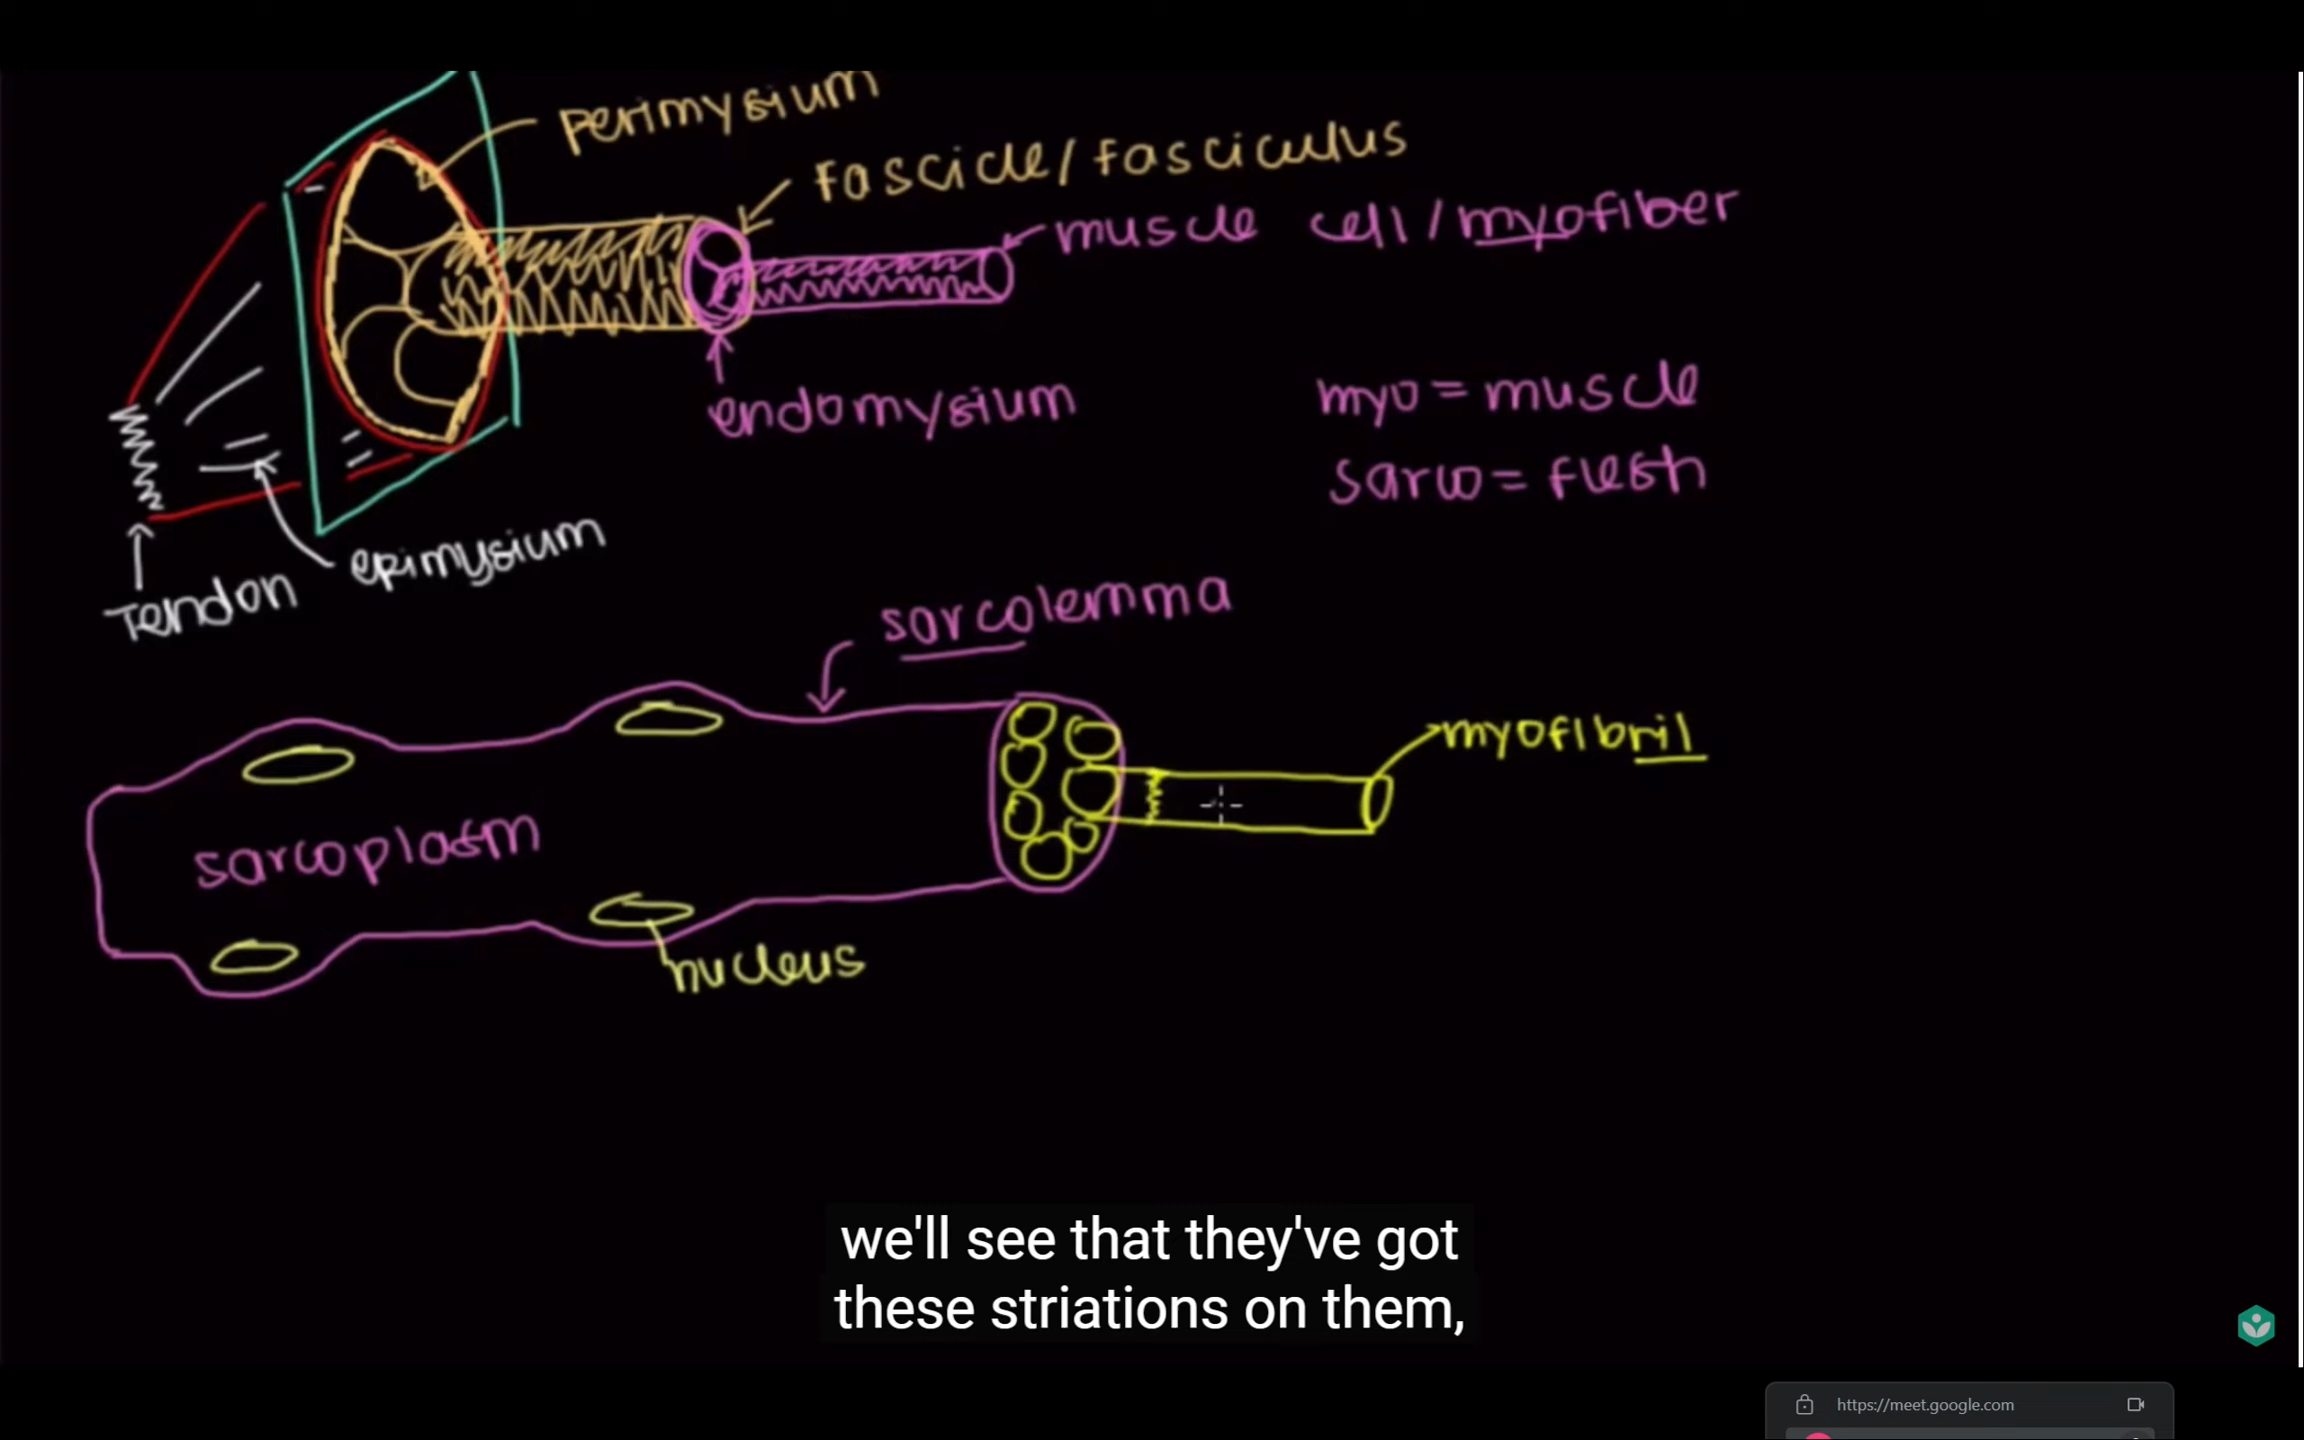 perimysium
fascicle/fasciculus
muscle cell/myofiber
endomysium
myo = muscle
sarco = flesh
epimysium
Tendon
sarcolemma
myofibril
sarcoplasm
nucleus
we'll see that they've got
these striations on them,
https://meet.google.com